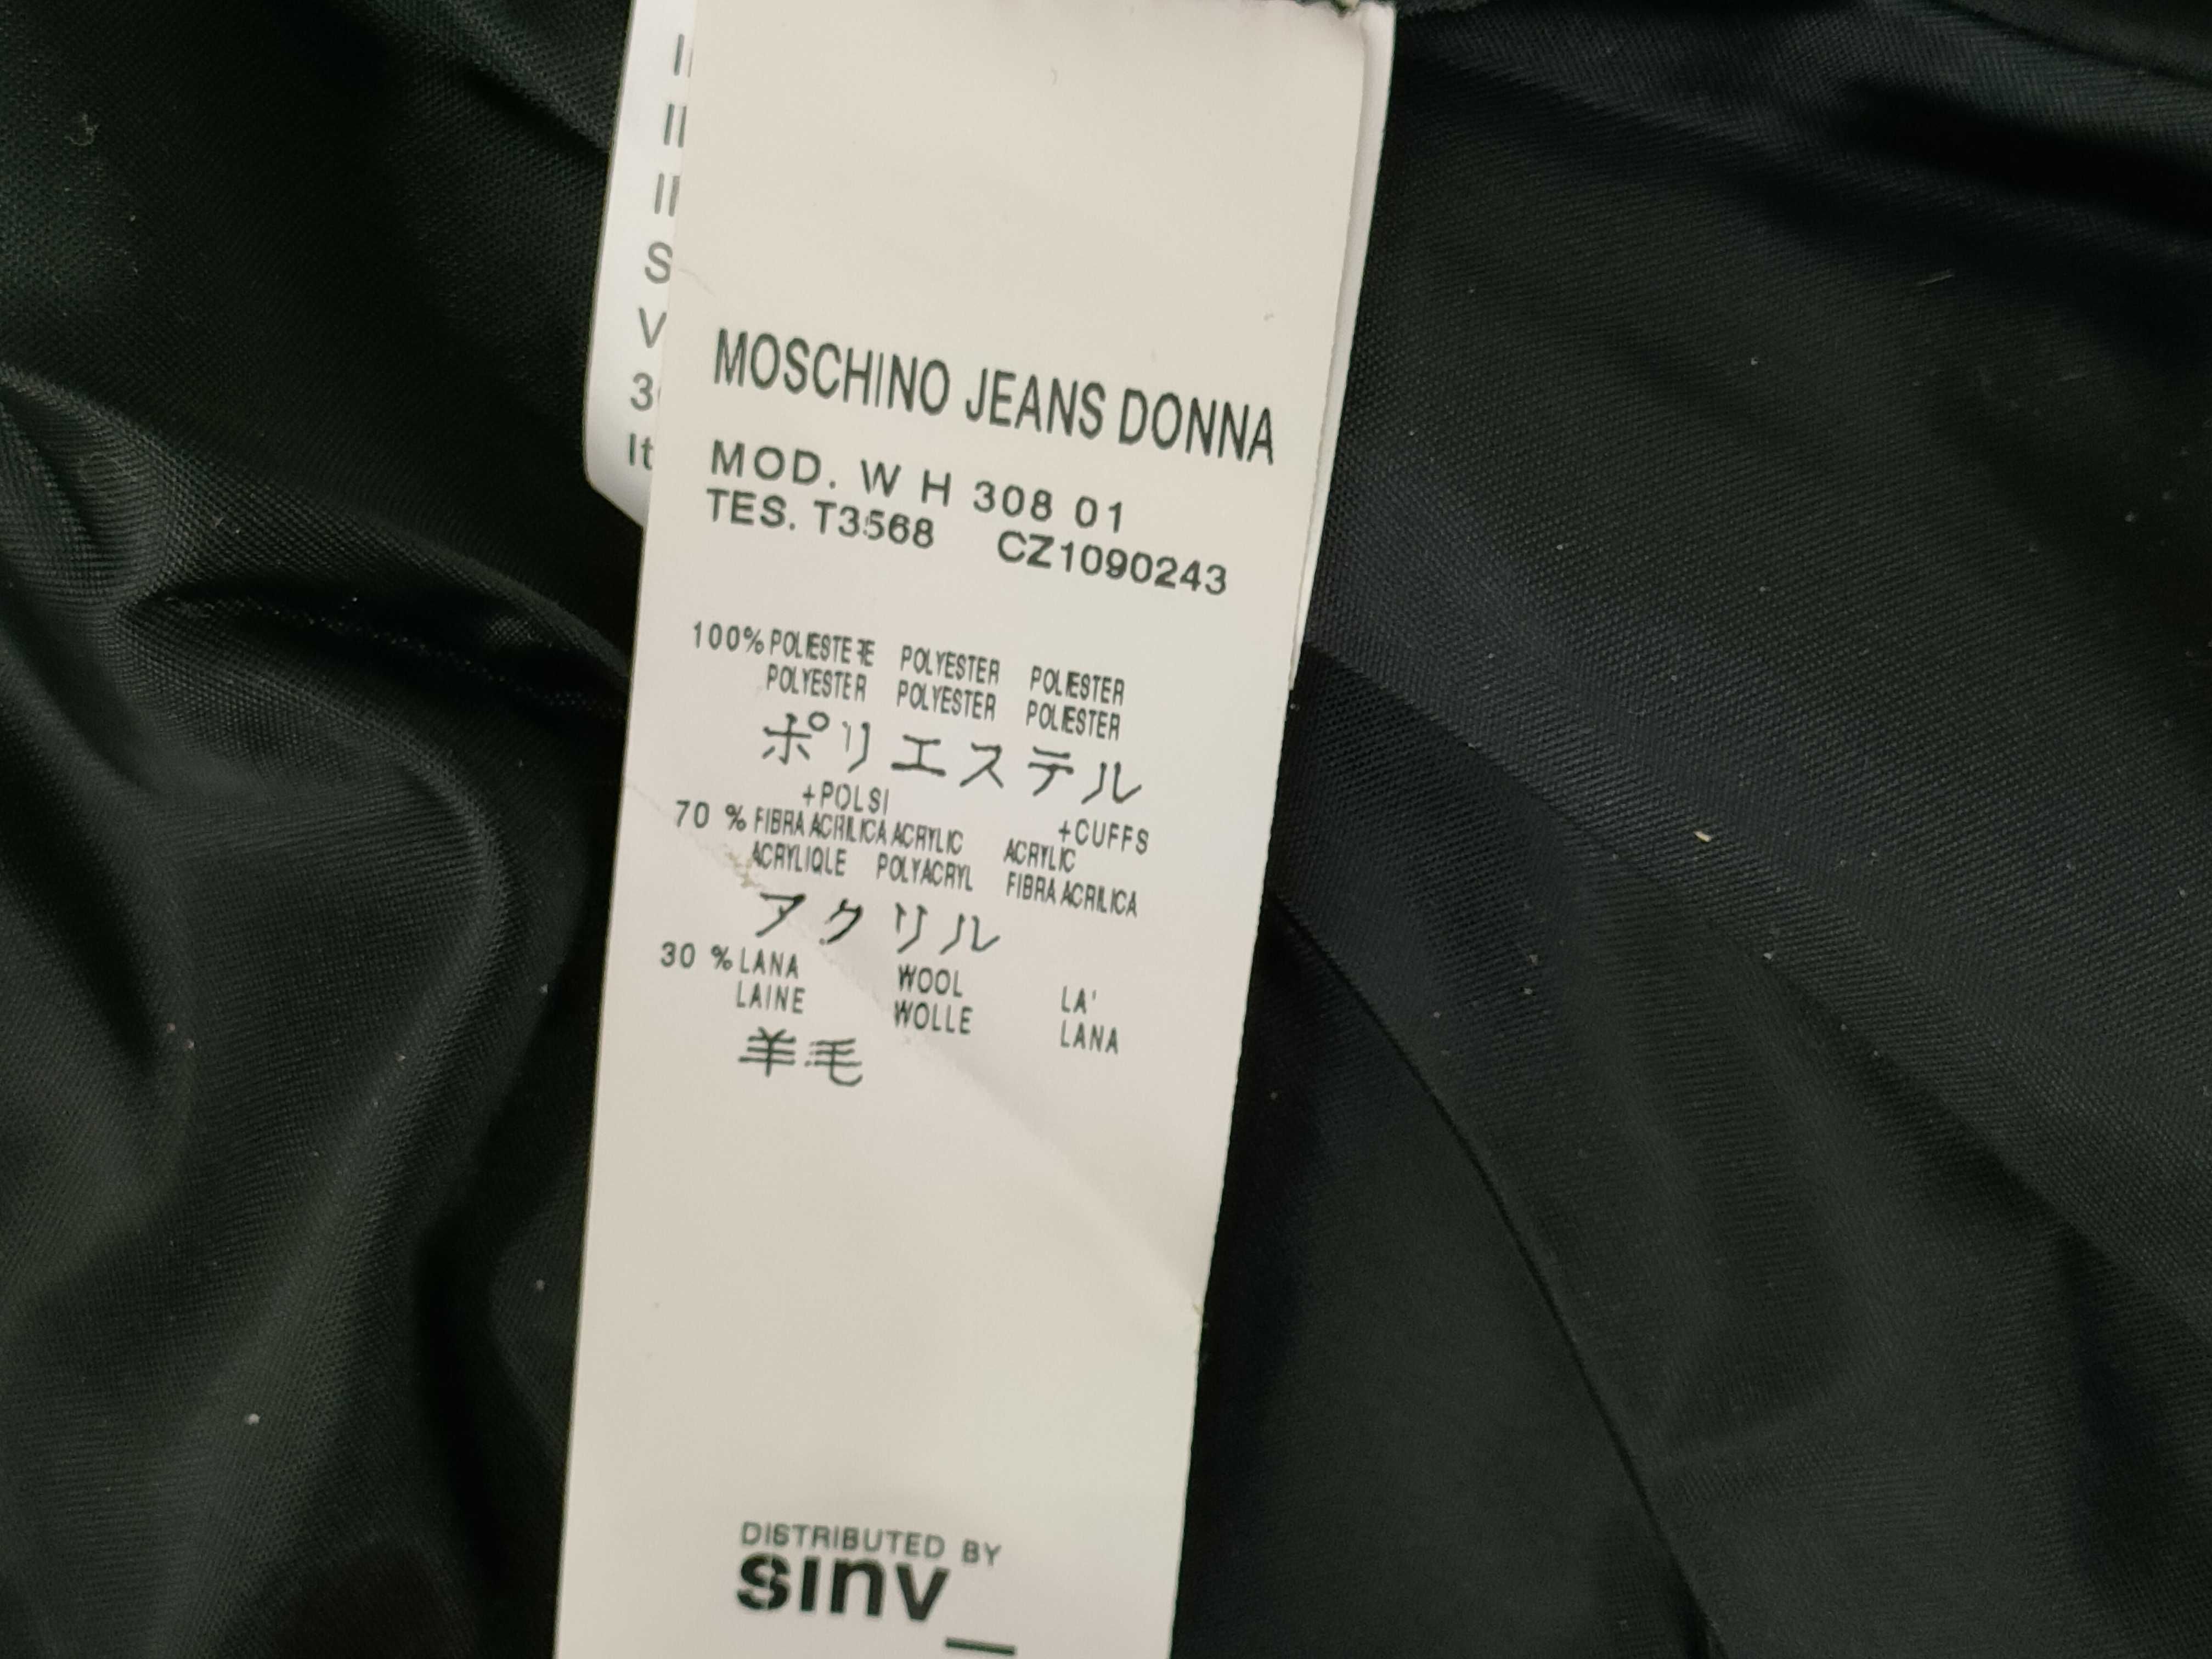 MOSCHINO JEANS DONNA
MOD. W H 308 01
TES. T3568 CZ1090243
100% POLIESTERE POLYESTER POLIESTER
POLYESTER POLYESTER POLIESTER
ポリエステル
+POLSI +CUFFS
70 % FIBRA ACRILICA ACRYLIC ACRYLIC
ACRYLIQLE POLYACRYL FIBRA ACRILICA
アクリル
30 % LANA WOOL LA'
LAINE WOLLE LANA
羊毛
DISTRIBUTED BY
sinv_